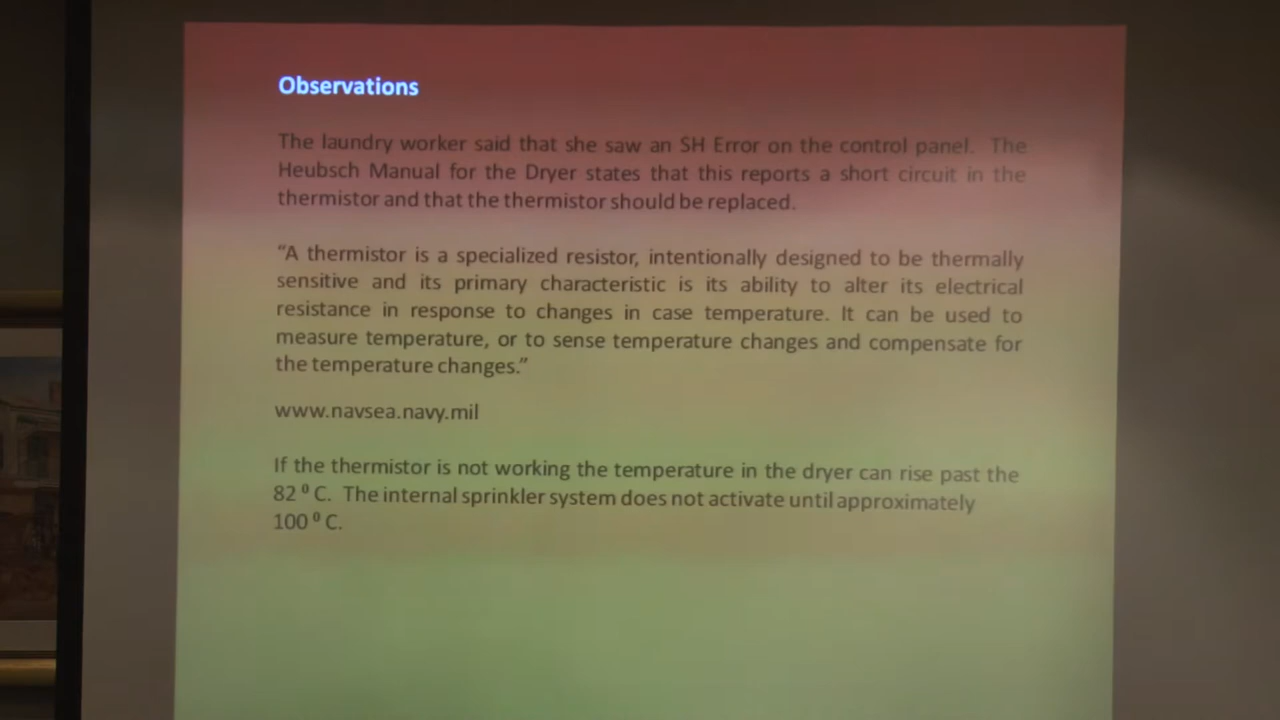 Observations
The laundry worker said that she saw an SH Error on the control panel. The
Heubsch Manual for the Dryer states that this reports a short circuit in the
thermistor and that the thermistor should be replaced.
“A thermistor is a specialized resistor, intentionally designed to be thermally
sensitive and its primary characteristic is its ability to alter its electrical
resistance in response to changes in case temperature. It can be used to
measure temperature, or to sense temperature changes and compensate for
the temperature changes.”
www.navsea.navy.mil
If the thermistor is not working the temperature in the dryer can rise past the
82 ⁰ C. The internal sprinkler system does not activate until approximately
100 ⁰ C.